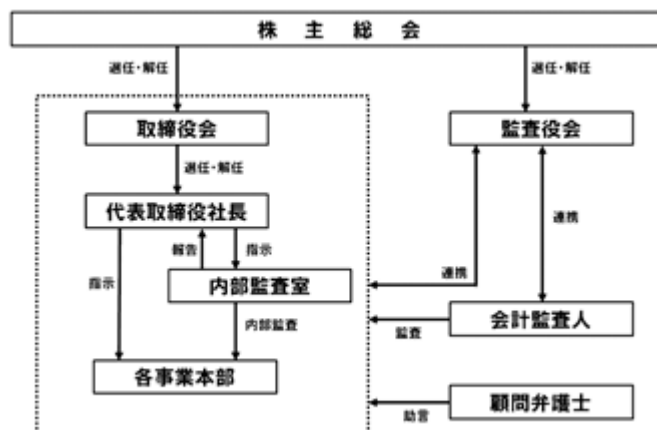 株主総会
選任・解任
選任・解任
取締役会
監査役会
選任・解任
代表取締役社長
連携
報告
指示
指示
連携
内部監査室
会計監査人
内部監査
監査
各事業本部
顧問弁護士
助言